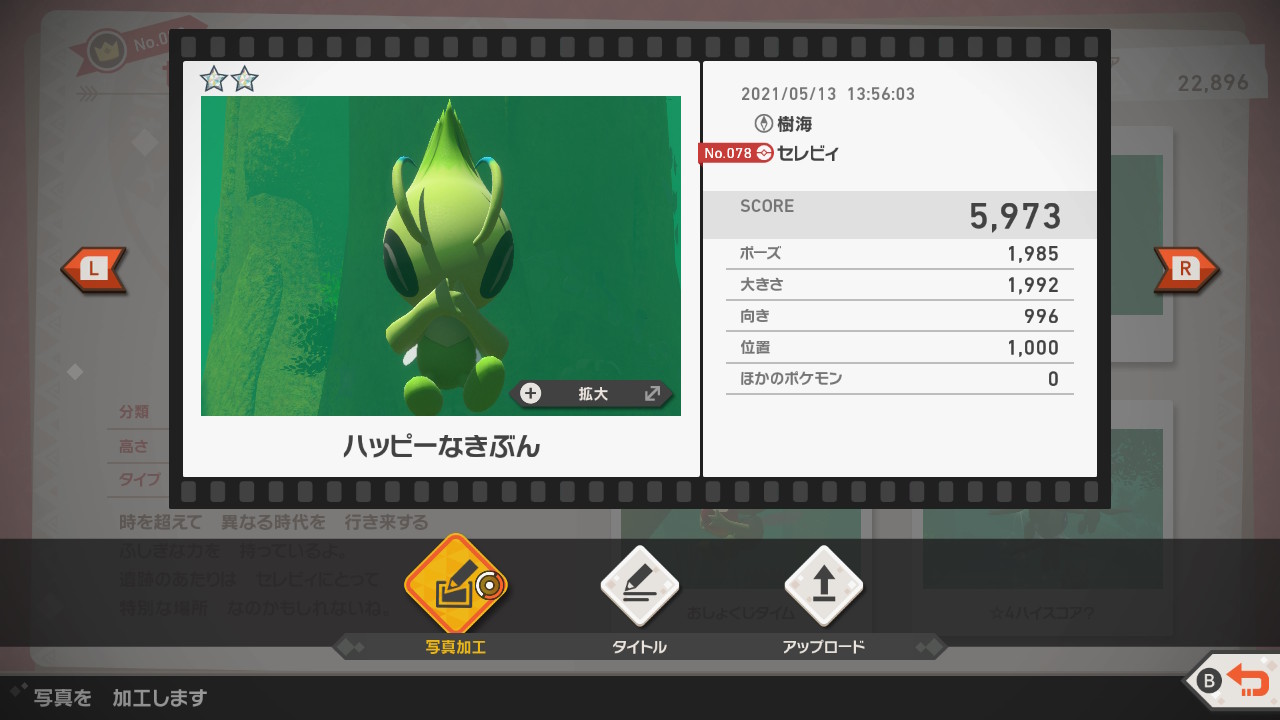 No.0
22,896
2021/05/13 13:56:03
樹海
No.078 セレビィ
SCORE 5,973
ポーズ 1,985
大きさ 1,992
向き 996
位置 1,000
ほかのポケモン 0
拡大
ハッピーなきぶん
L
R
分類
高さ
タイプ
時を超えて 異なる時代を 行き来する
ふしぎな力を 持っているよ。
遺跡のあたりは セレビィにとって
特別な場所 なのかもしれないね。
おしょくじタイム
☆4ハイスコア?
写真加工
タイトル
アップロード
B
写真を 加工します